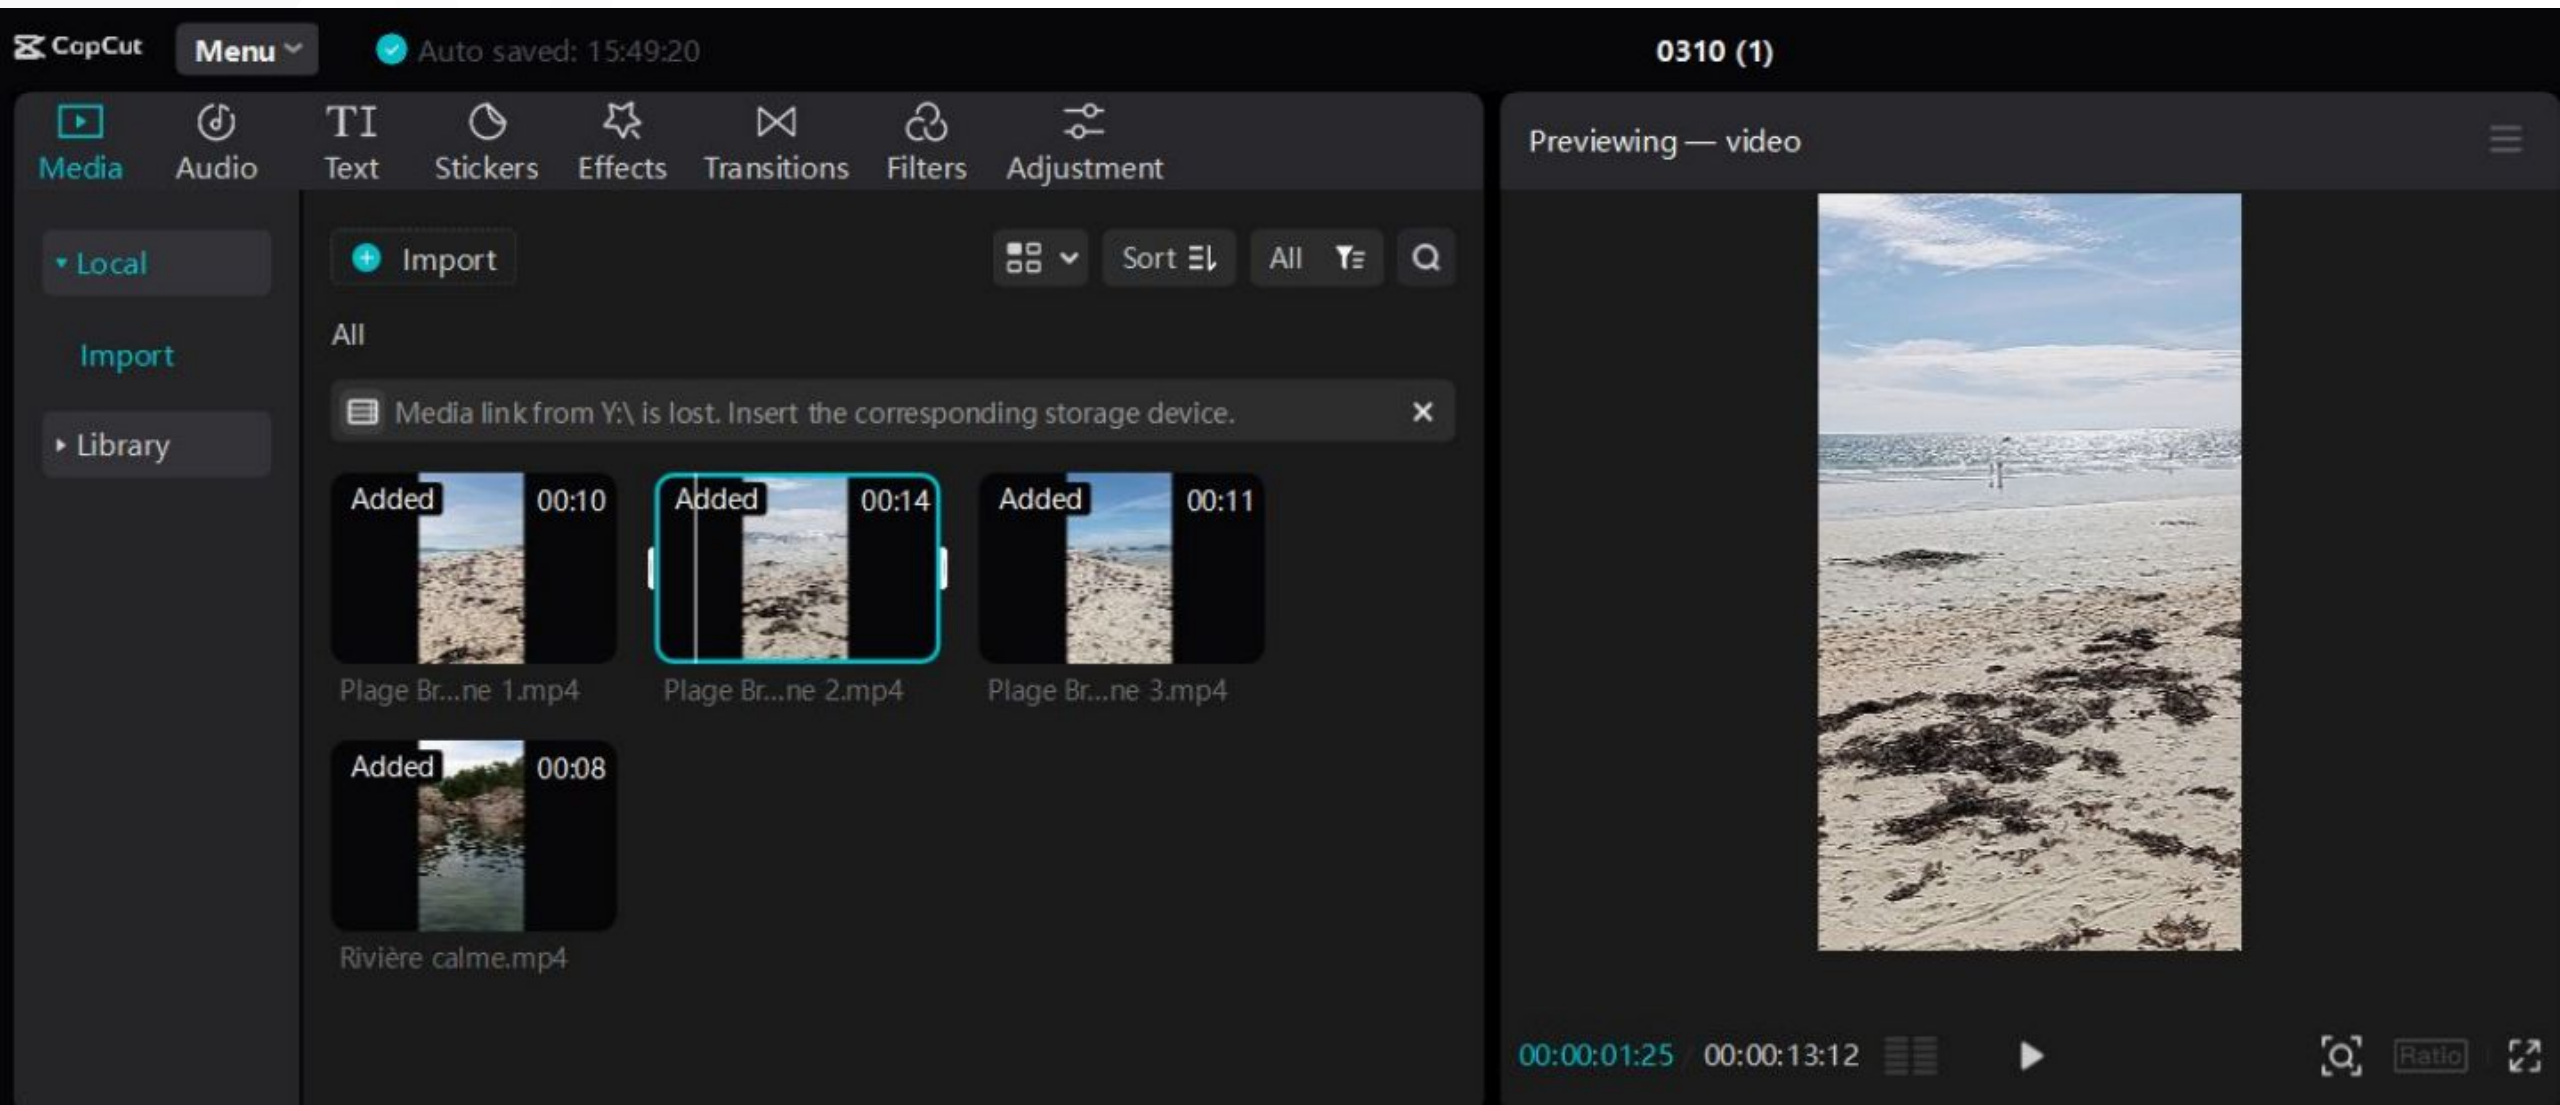 CapCut Menu Auto saved: 15:49:20 0310 (1)
Media Audio Text Stickers Effects Transitions Filters Adjustment
Local
Import
Library
Import Sort All
All
Media link from Y:\ is lost. Insert the corresponding storage device.
Added 00:10
Plage Br...ne 1.mp4
Added 00:14
Plage Br...ne 2.mp4
Added 00:11
Plage Br...ne 3.mp4
Added 00:08
Rivière calme.mp4
Previewing — video
00:00:01:25 00:00:13:12 Ratio